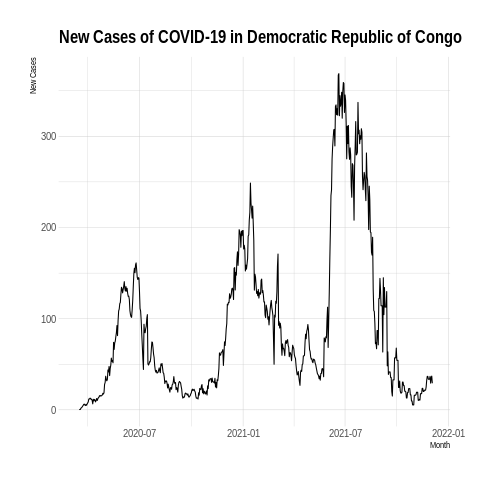 New Cases of COVID-19 in Democratic Republic of Congo
New Cases
300
200
100
0
2020-07 2021-01 2021-07 2022-01
Month